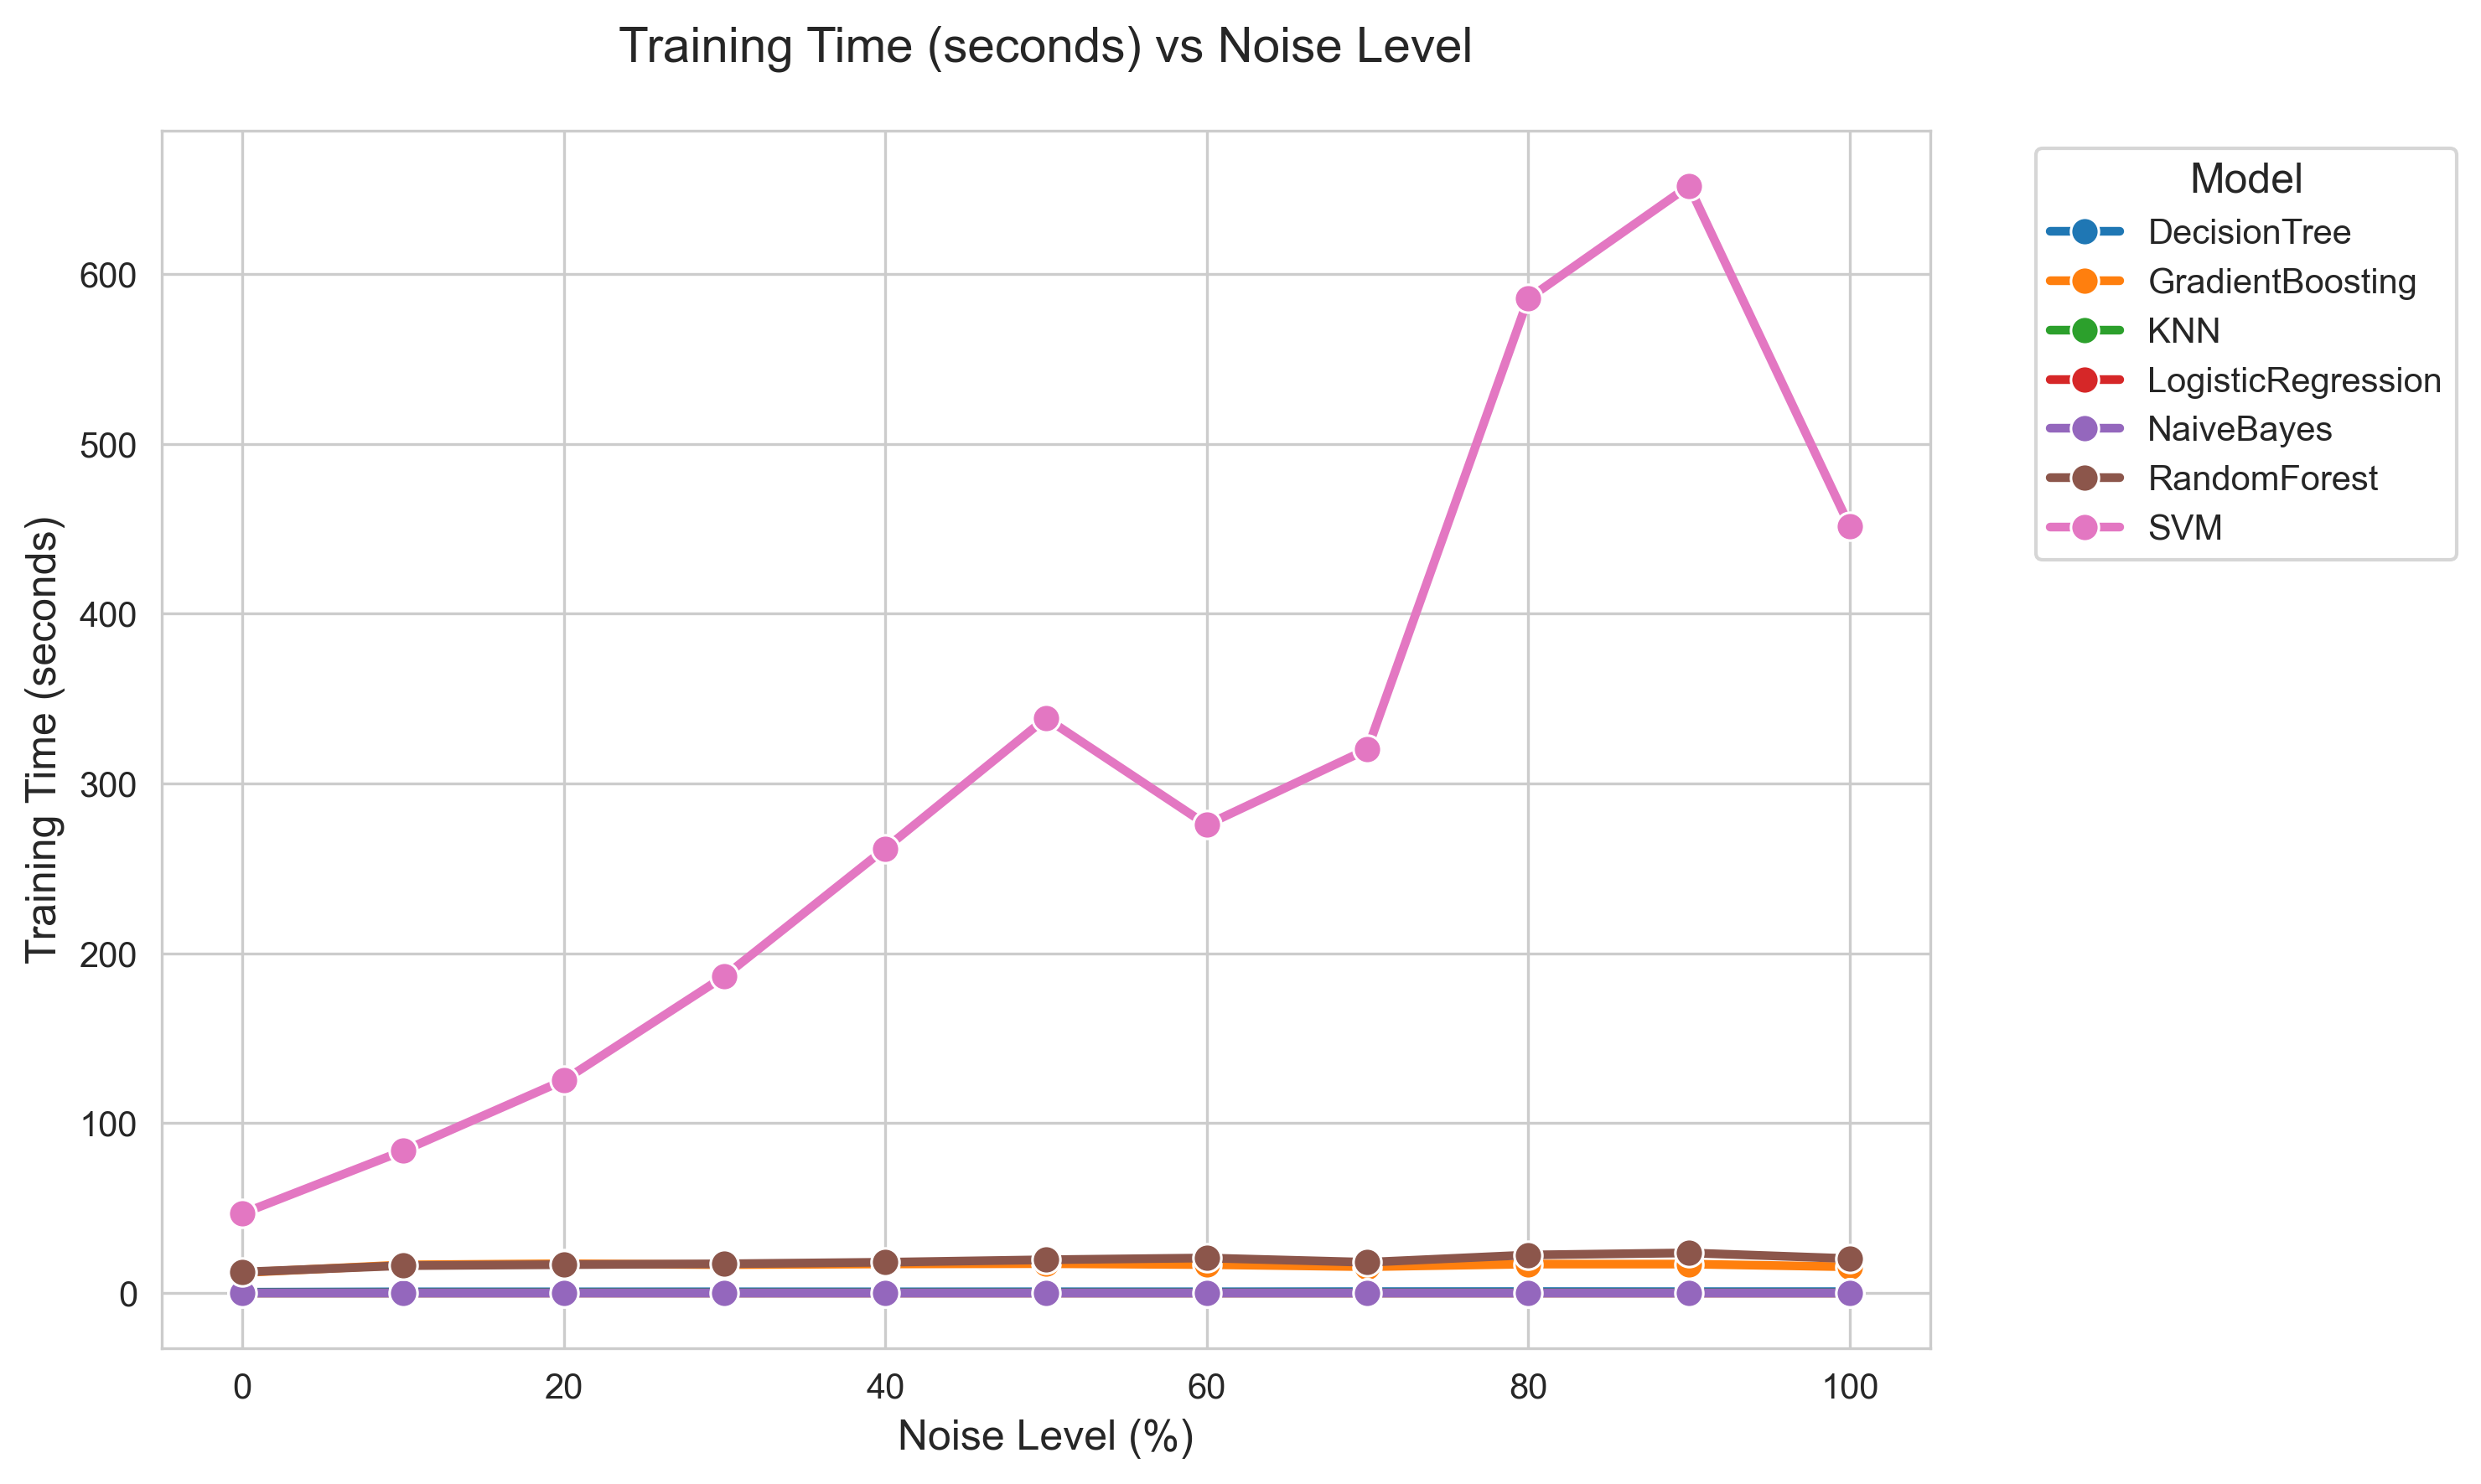 Training Time (seconds) vs Noise Level
Training Time (seconds)
600
500
400
300
200
100
0
0 20 40 60 80 100
Noise Level (%)
Model
DecisionTree
GradientBoosting
KNN
LogisticRegression
NaiveBayes
RandomForest
SVM